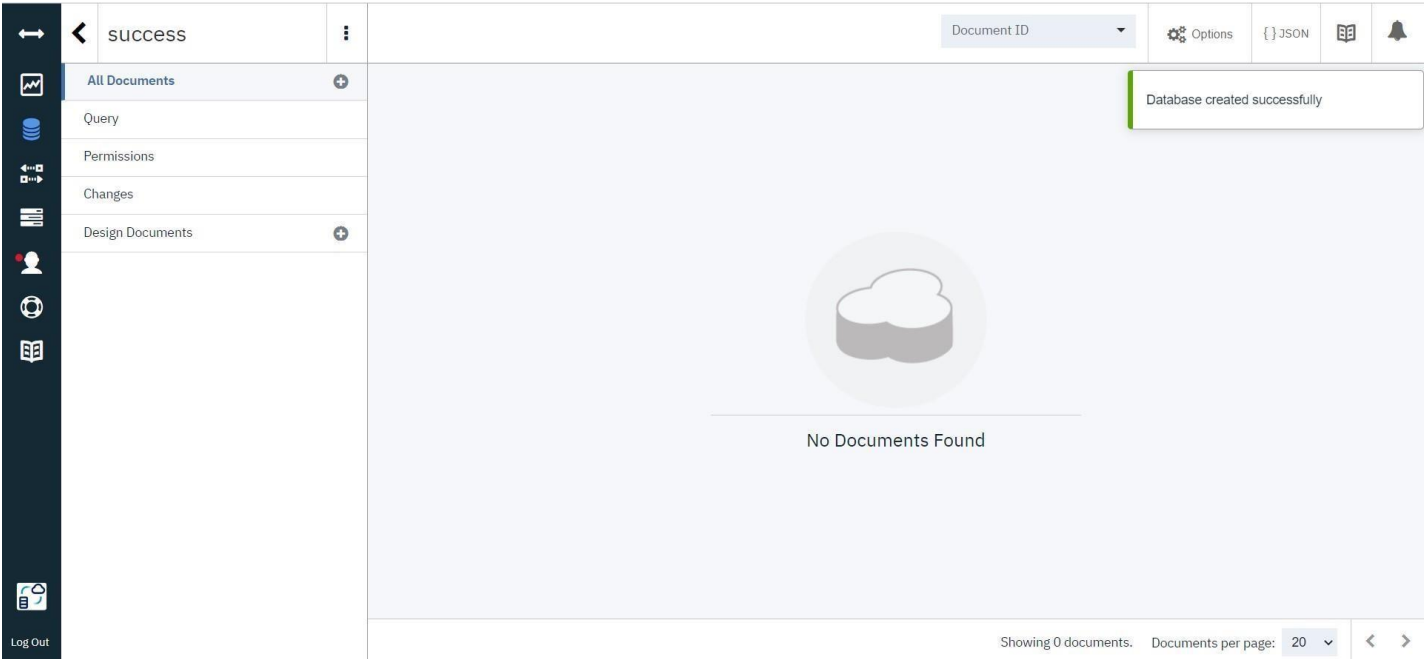 success
Document ID
Options
{ } JSON
All Documents
Query
Permissions
Changes
Design Documents
Database created successfully
No Documents Found
Log Out
Showing 0 documents. Documents per page: 20